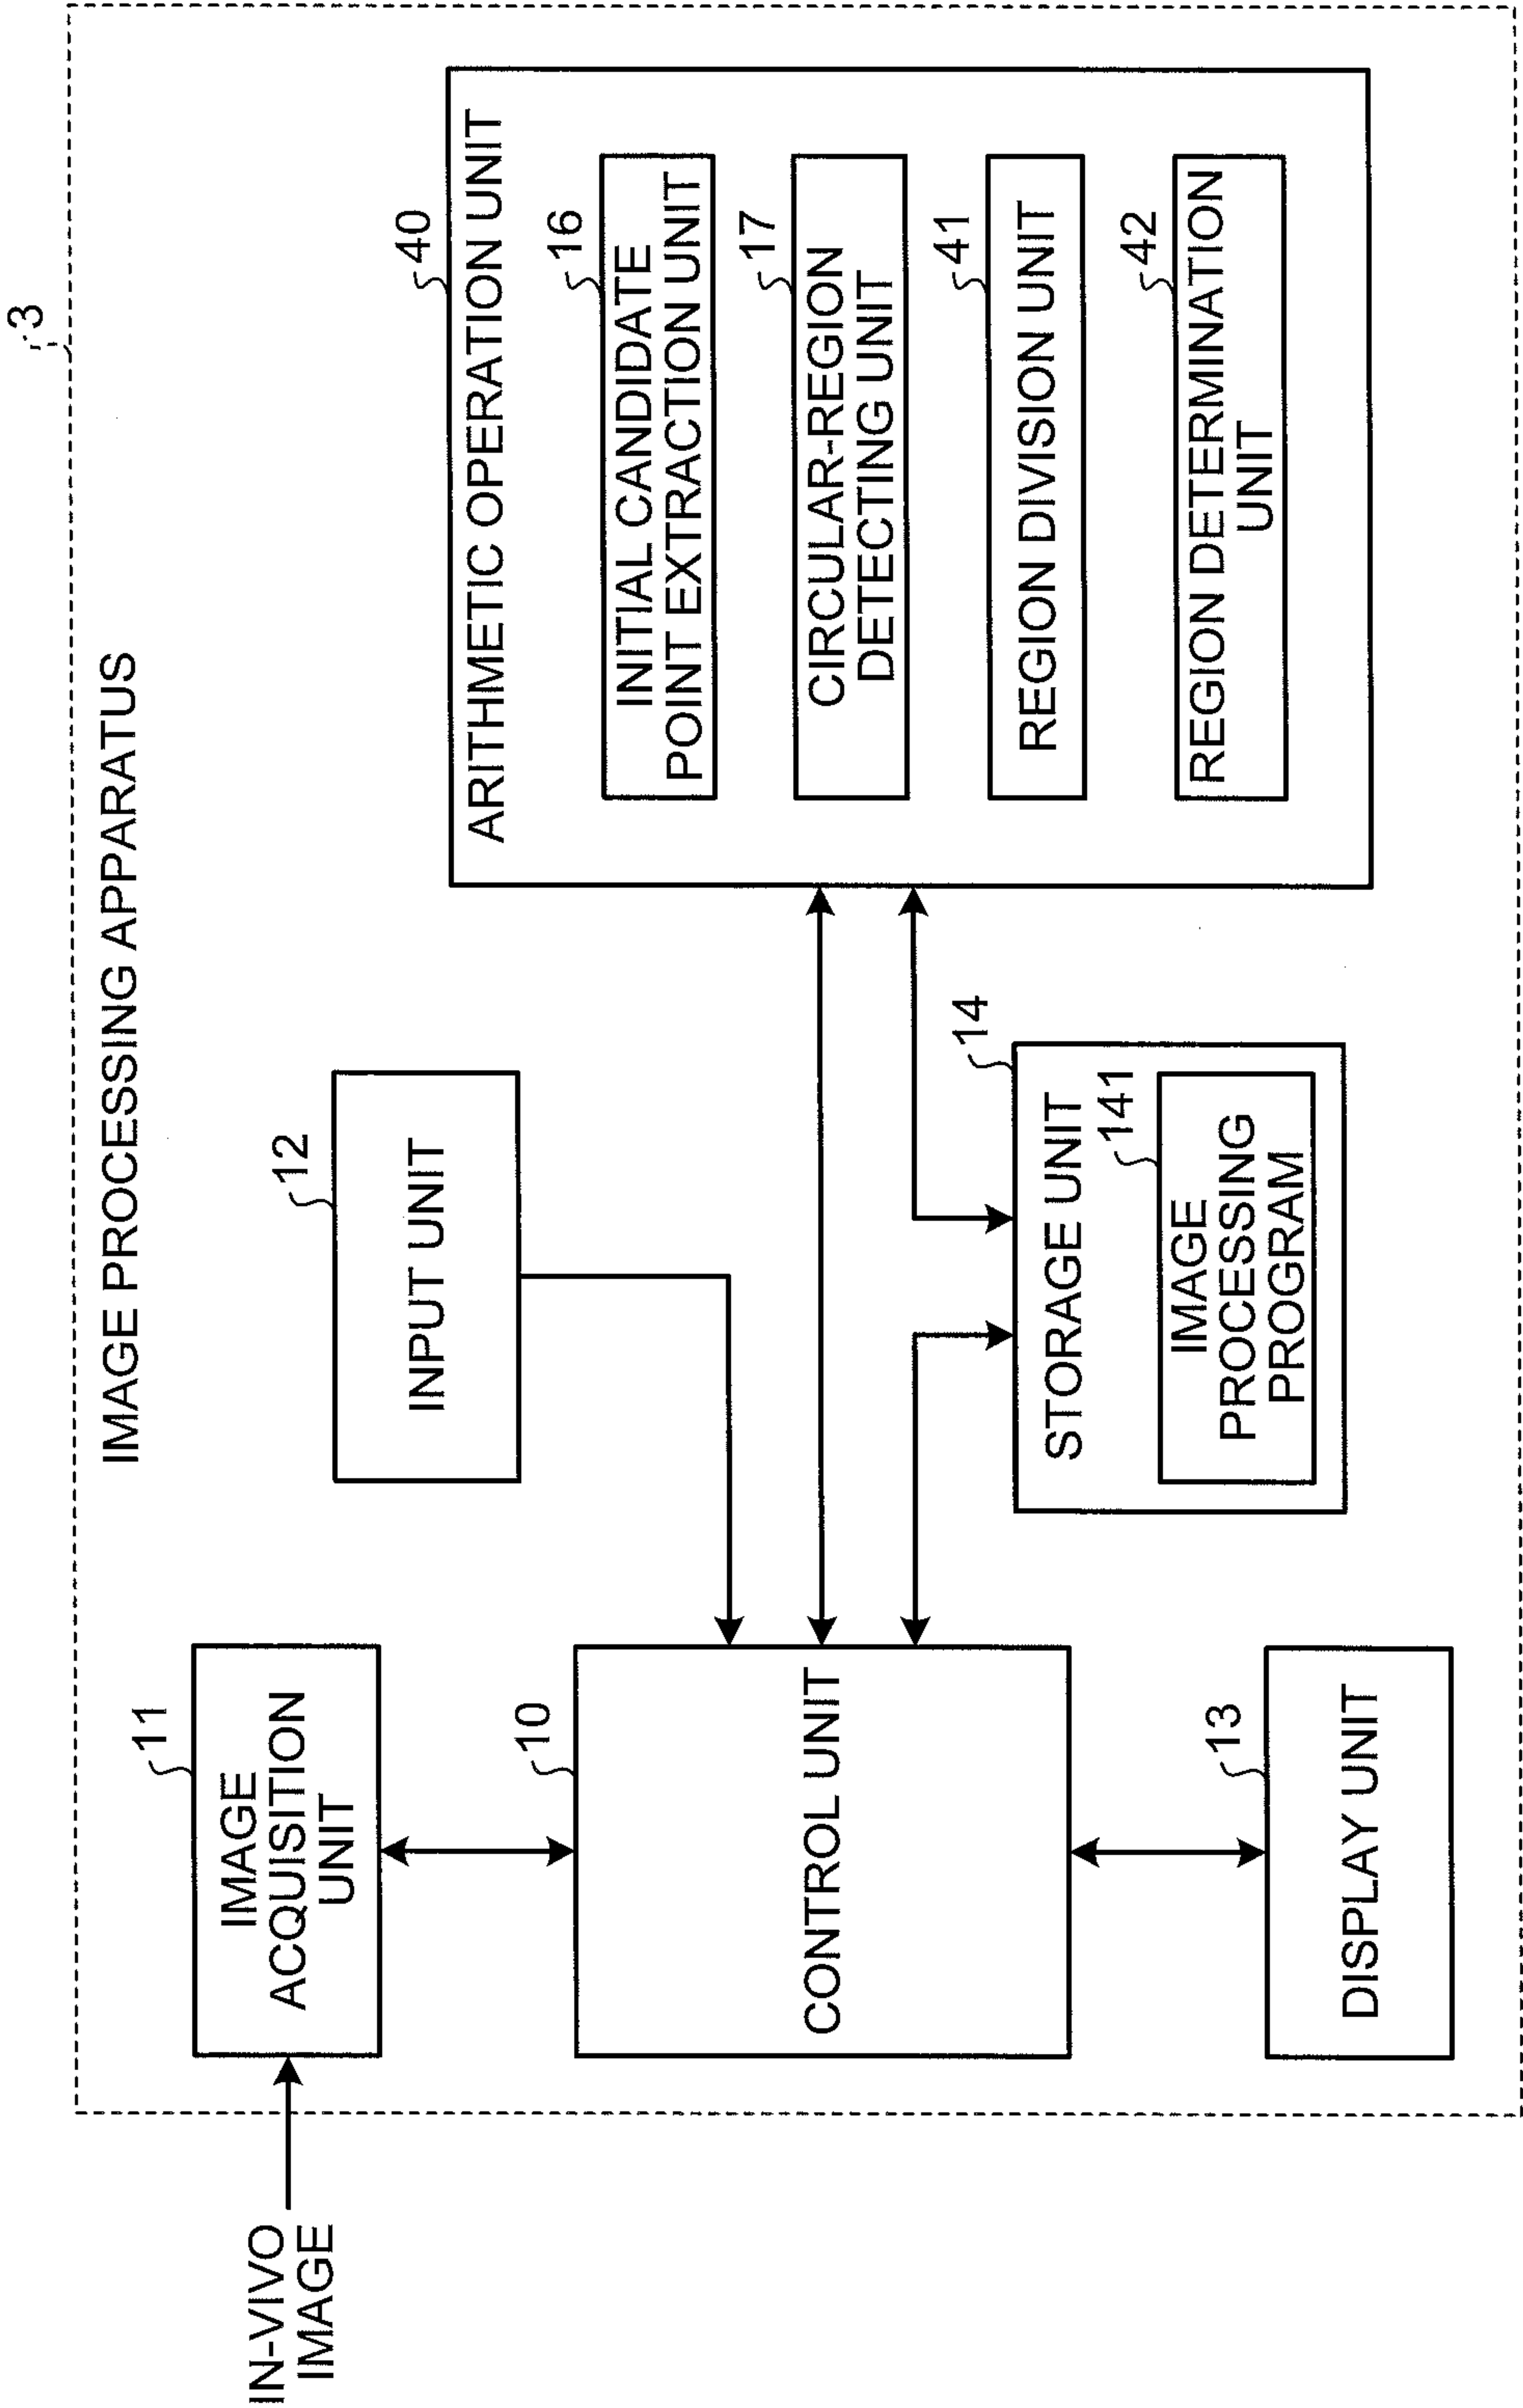 3
IMAGE PROCESSING APPARATUS
IN-VIVO
IMAGE
11
IMAGE
ACQUISITION
UNIT
10
CONTROL UNIT
13
DISPLAY UNIT
12
INPUT UNIT
14
STORAGE UNIT
141
IMAGE
PROCESSING
PROGRAM
40
ARITHMETIC OPERATION UNIT
16
INITIAL CANDIDATE
POINT EXTRACTION UNIT
17
CIRCULAR-REGION
DETECTING UNIT
41
REGION DIVISION UNIT
42
REGION DETERMINATION
UNIT